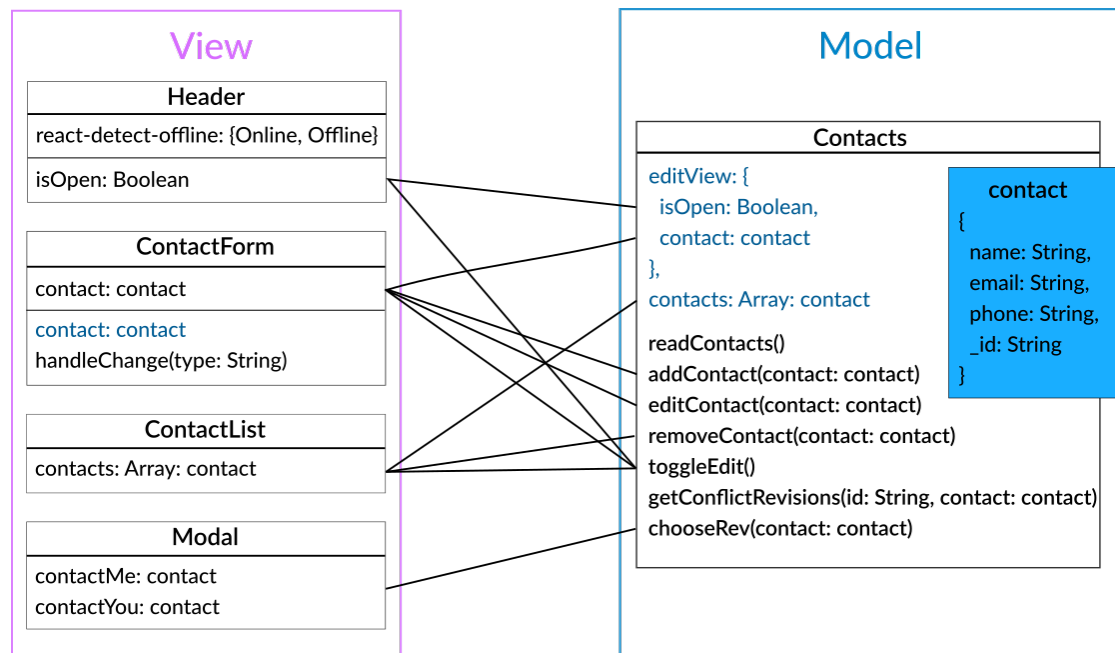 View
Header
react-detect-offline: {Online, Offline}
isOpen: Boolean
ContactForm
contact: contact
contact: contact
handleChange(type: String)
ContactList
contacts: Array: contact
Modal
contactMe: contact
contactYou: contact
Model
Contacts
editView: {
isOpen: Boolean,
contact: contact
},
contacts: Array: contact
readContacts()
addContact(contact: contact)
editContact(contact: contact)
removeContact(contact: contact)
toggleEdit()
getConflictRevisions(id: String, contact: contact)
chooseRev(contact: contact)
contact
{
name: String,
email: String,
phone: String,
_id: String
}